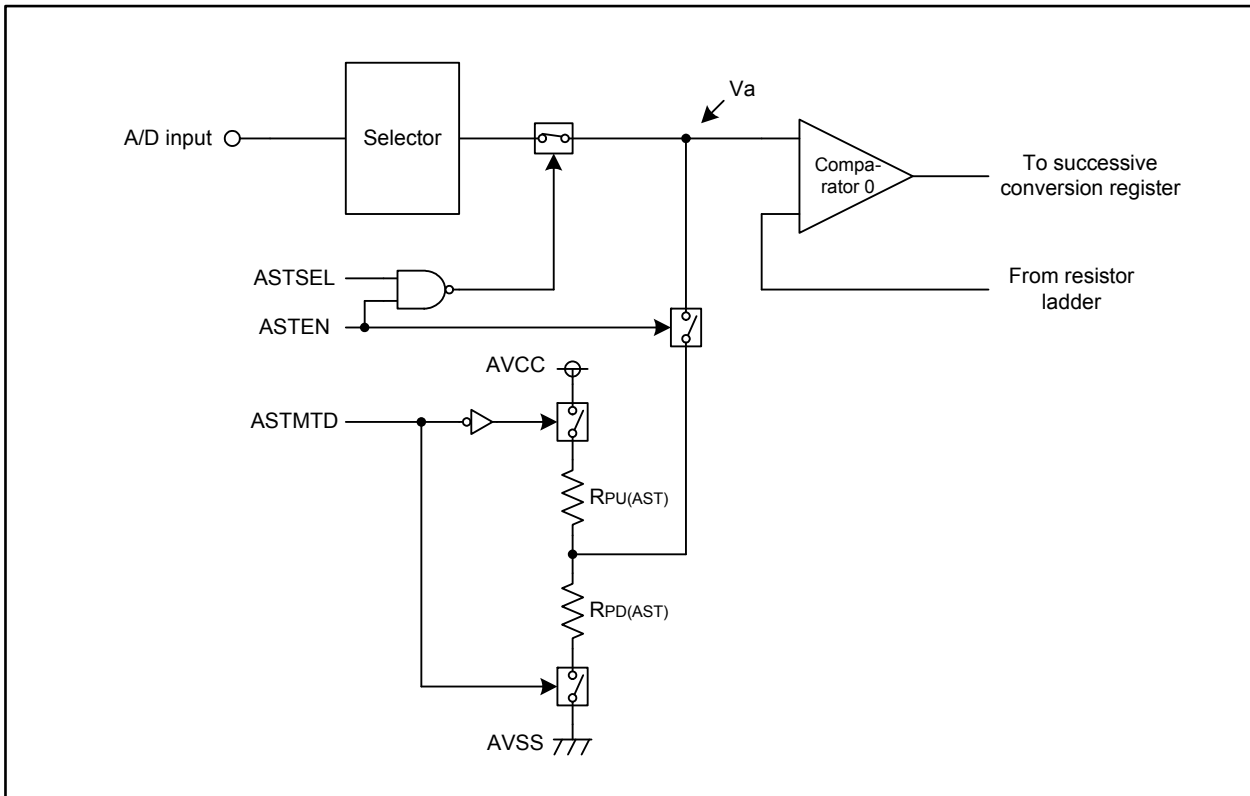 Va
A/D input
Selector
Compa-
rator 0
To successive
conversion register
ASTSEL
From resistor
ladder
ASTEN
AVCC
ASTMTD
RPU(AST)
RPD(AST)
AVSS